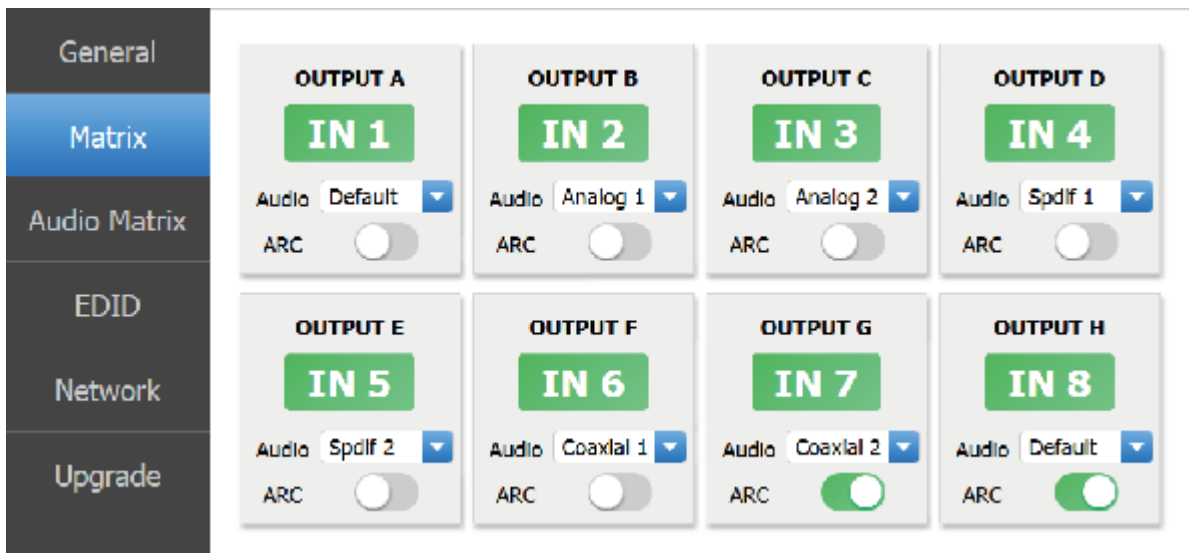 General
Matrix
Audio Matrix
EDID
Network
Upgrade
OUTPUT A
IN 1
Audio Default
ARC
OUTPUT B
IN 2
Audio Analog 1
ARC
OUTPUT C
IN 3
Audio Analog 2
ARC
OUTPUT D
IN 4
Audio Spdif 1
ARC
OUTPUT E
IN 5
Audio Spdif 2
ARC
OUTPUT F
IN 6
Audio Coaxial 1
ARC
OUTPUT G
IN 7
Audio Coaxial 2
ARC
OUTPUT H
IN 8
Audio Default
ARC